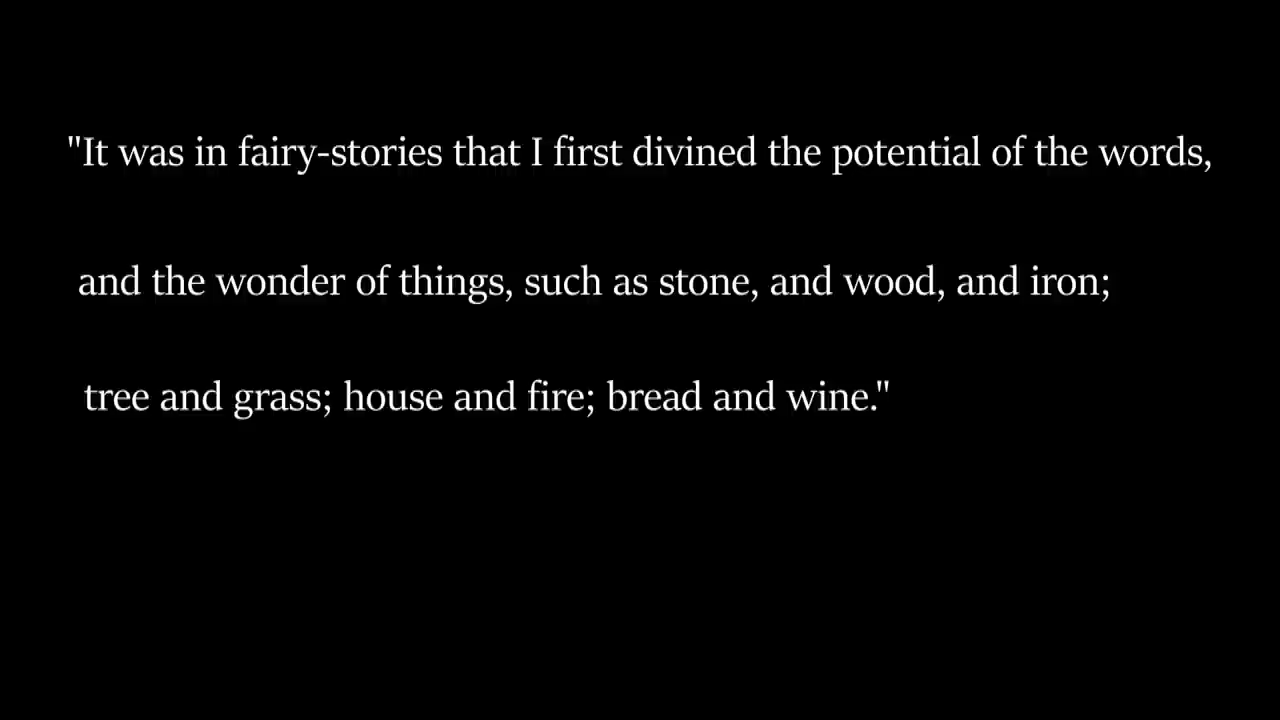 "It was in fairy-stories that I first divined the potential of the words,
and the wonder of things, such as stone, and wood, and iron;
tree and grass; house and fire; bread and wine."